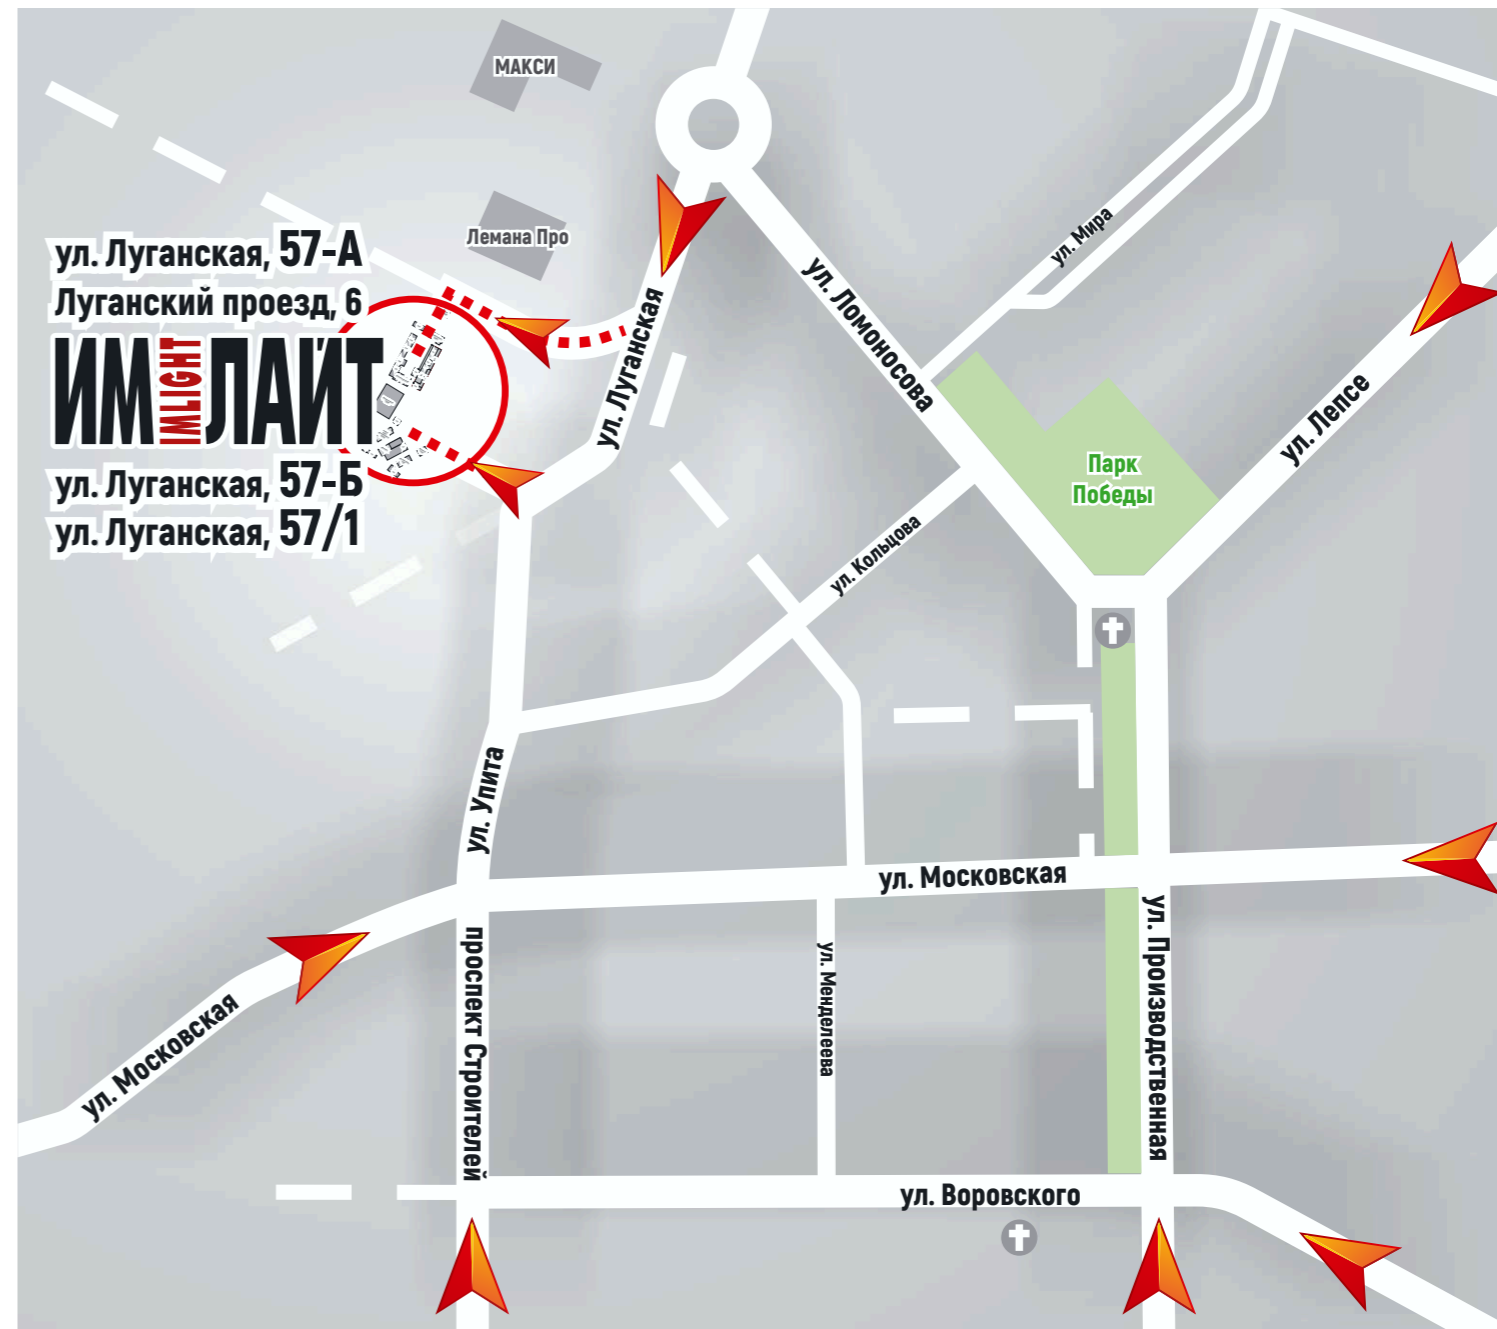 МАКСИ
Лемана Про
ул. Луганская, 57-А
Луганский проезд, 6
ИМ IMLIGHT ЛАЙТ
ул. Луганская, 57-Б
ул. Луганская, 57/1
ул. Луганская
ул. Ломоносова
ул. Мира
ул. Лепсе
Парк
Победы
ул. Кольцова
ул. Упита
ул. Московская
ул. Московская
проспект Строителей
ул. Менделеева
ул. Производственная
ул. Воровского